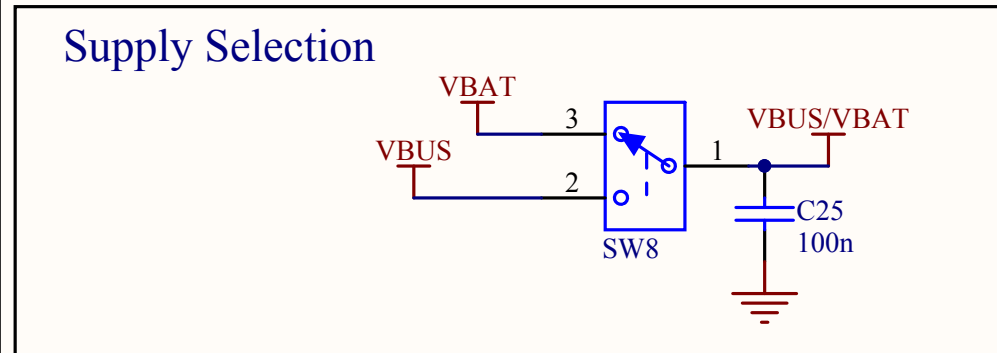 Supply Selection
VBAT
3
VBUS/VBAT
VBUS
1
2
C25
SW8
100n